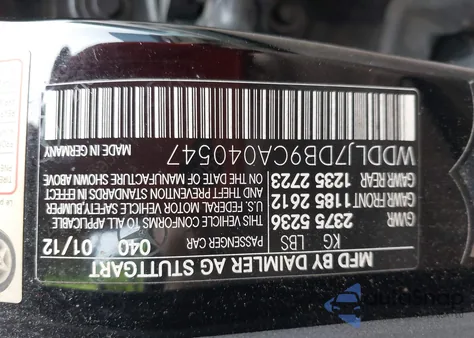 MFD BY DAIMLER AG STUTTGART
KG LBS
GVWR 2375 5236
GAWR FRONT 1185 2612
GAWR REAR 1235 2723
PASSENGER CAR 040 01/12
THIS VEHICLE CONFORMS TO ALL APPLICABLE
U.S. FEDERAL MOTOR VEHICLE SAFETY/BUMPER
AND THEFT PREVENTION STANDARDS IN EFFECT
ON THE DATE OF MANUFACTURE SHOWN ABOVE
WDDLJ7DB9CA040547
MADE IN GERMANY
autoSnap